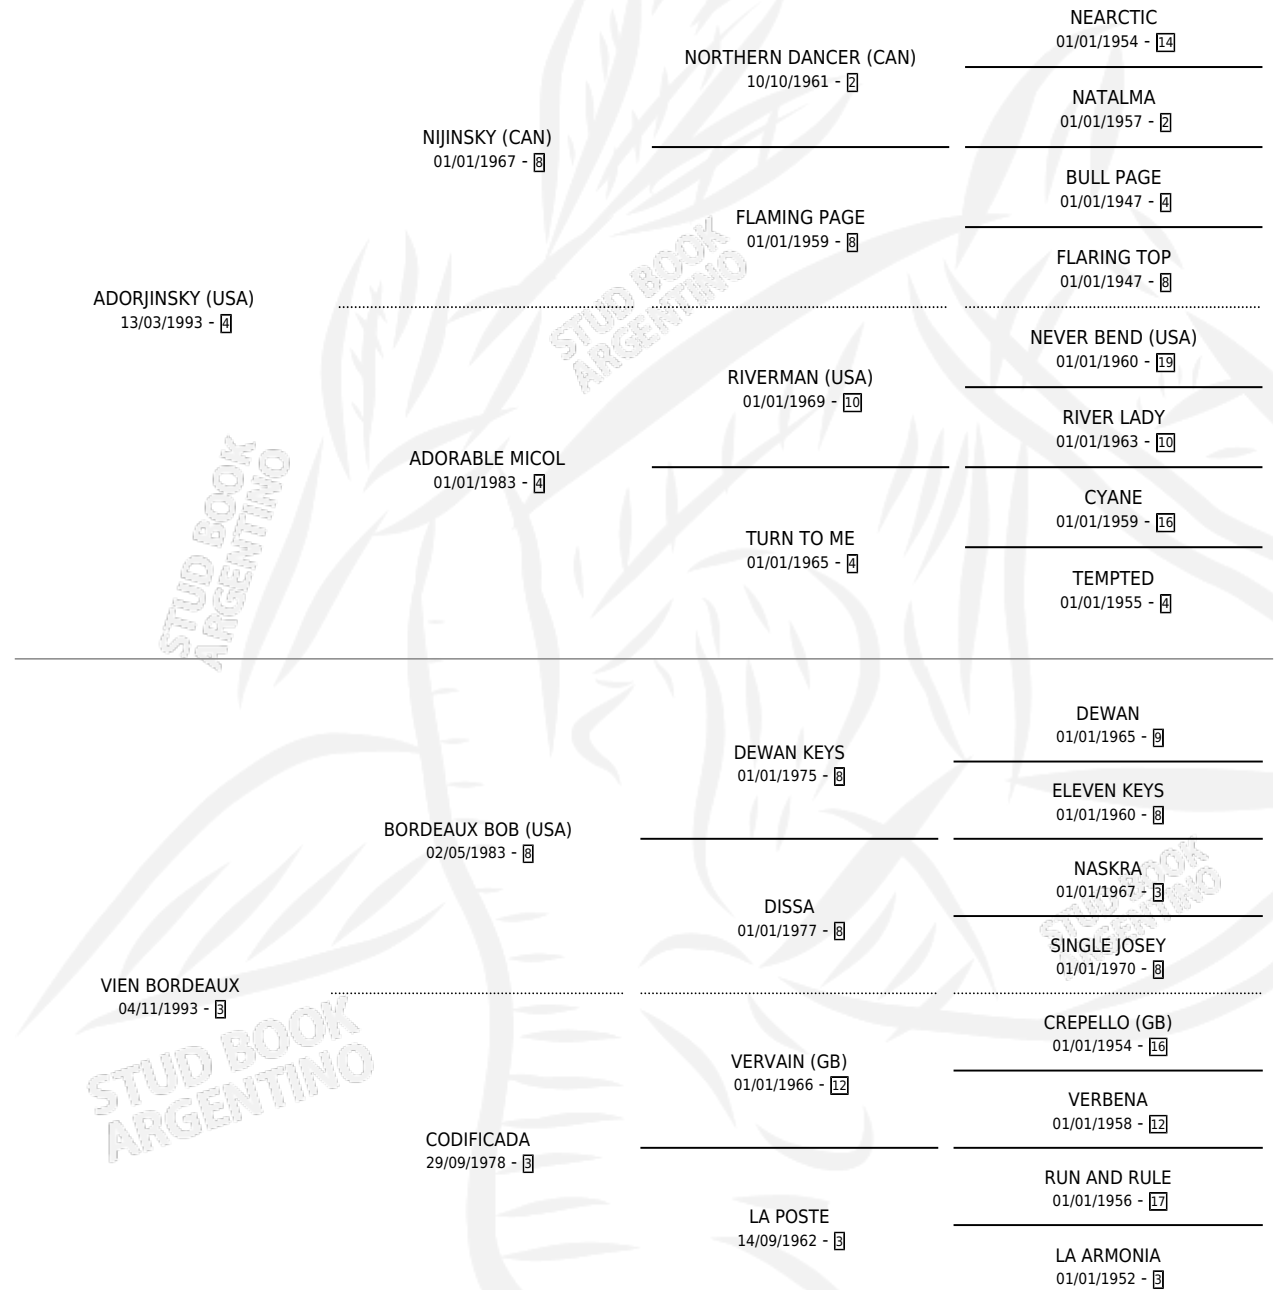 NEARCTIC
01/01/1954 - 14
NORTHERN DANCER (CAN)
10/10/1961 - 2
NATALMA
01/01/1957 - 2
NIJINSKY (CAN)
01/01/1967 - 8
BULL PAGE
01/01/1947 - 4
FLAMING PAGE
01/01/1959 - 8
FLARING TOP
01/01/1947 - 8
ADORJINSKY (USA)
13/03/1993 - 4
NEVER BEND (USA)
01/01/1960 - 19
RIVERMAN (USA)
01/01/1969 - 10
RIVER LADY
01/01/1963 - 10
ADORABLE MICOL
01/01/1983 - 4
CYANE
01/01/1959 - 16
TURN TO ME
01/01/1965 - 4
TEMPTED
01/01/1955 - 4
DEWAN
01/01/1965 - 9
DEWAN KEYS
01/01/1975 - 8
ELEVEN KEYS
01/01/1960 - 8
BORDEAUX BOB (USA)
02/05/1983 - 8
NASKRA
01/01/1967 - 3
DISSA
01/01/1977 - 8
SINGLE JOSEY
01/01/1970 - 8
VIEN BORDEAUX
04/11/1993 - 3
CREPELLO (GB)
01/01/1954 - 16
VERVAIN (GB)
01/01/1966 - 12
VERBENA
01/01/1958 - 12
CODIFICADA
29/09/1978 - 3
RUN AND RULE
01/01/1956 - 17
LA POSTE
14/09/1962 - 3
LA ARMONIA
01/01/1952 - 3
STUD BOOK
ARGENTINO
STUD BOOK
ARGENTINO
STUD BOOK
ARGENTINO
STUD BOOK
ARGENTINO